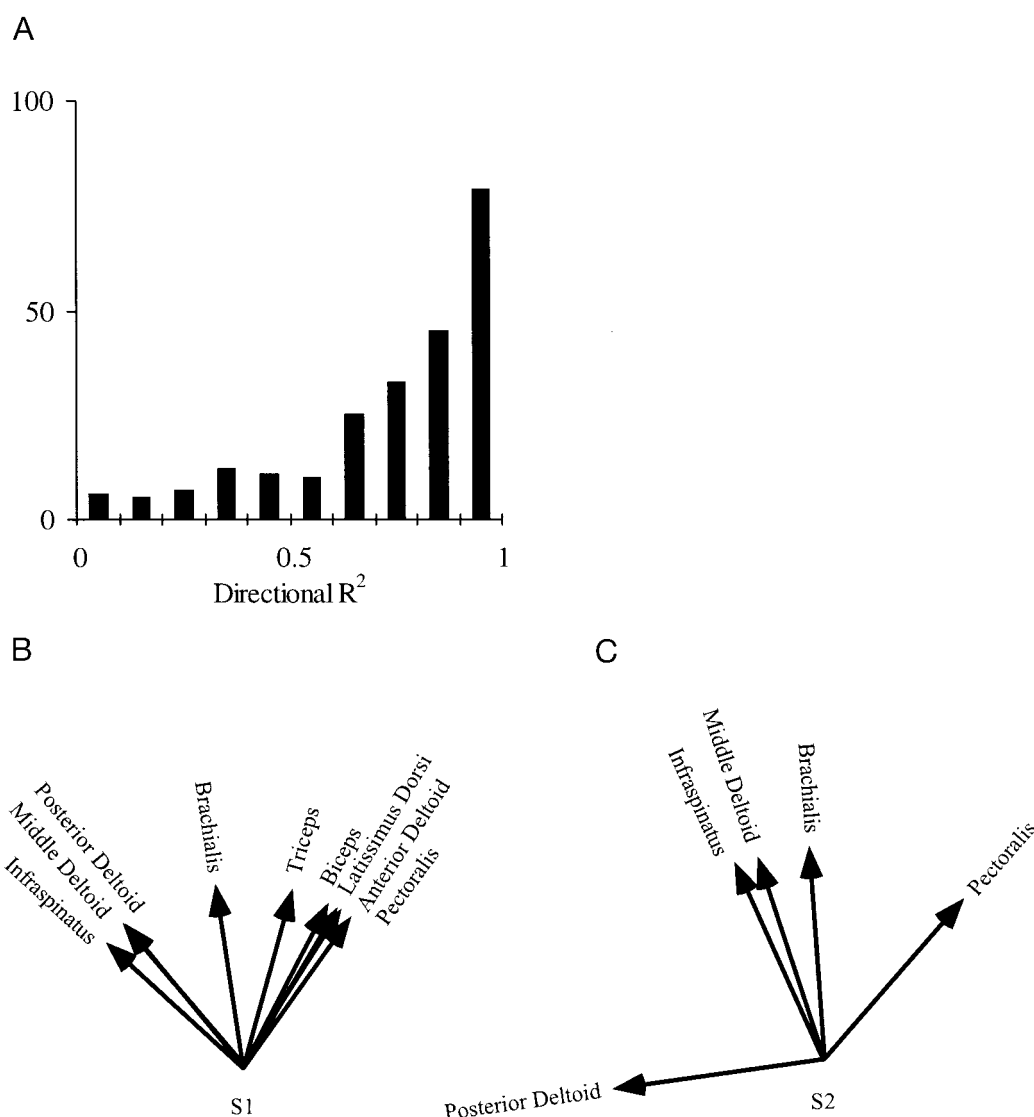 A
100
50
0
0 0.5 1
Directional R²
B
C
Posterior Deltoid
Middle Deltoid
Infraspinatus
Brachialis
Triceps
Biceps
Latissimus Dorsi
Anterior Deltoid
Pectoralis
S1
Infraspinatus
Middle Deltoid
Brachialis
Pectoralis
Posterior Deltoid
S2